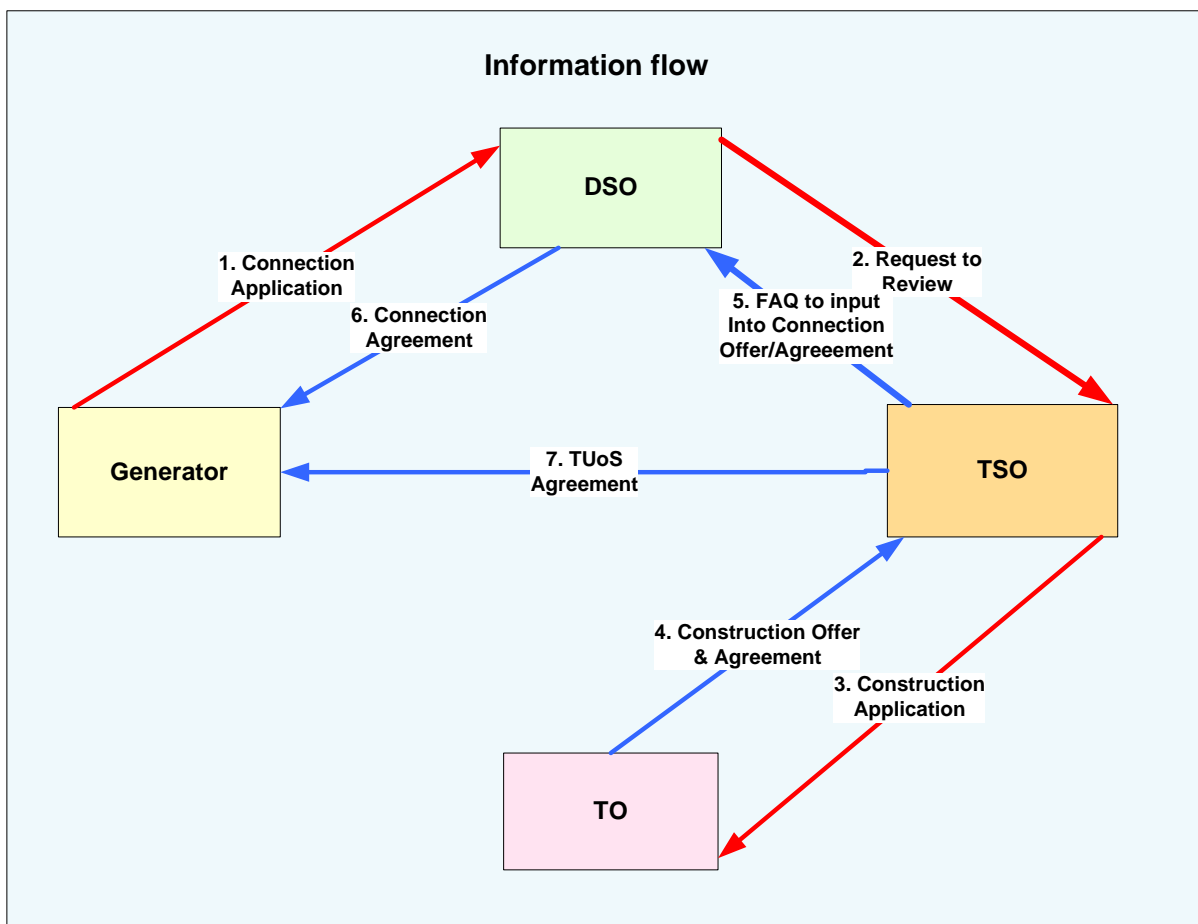 Information flow
DSO
1. Connection
Application
2. Request to
Review
5. FAQ to input
Into Connection
Offer/Agreeement
6. Connection
Agreement
Generator
7. TUoS
Agreement
TSO
4. Construction Offer
& Agreement
3. Construction
Application
TO